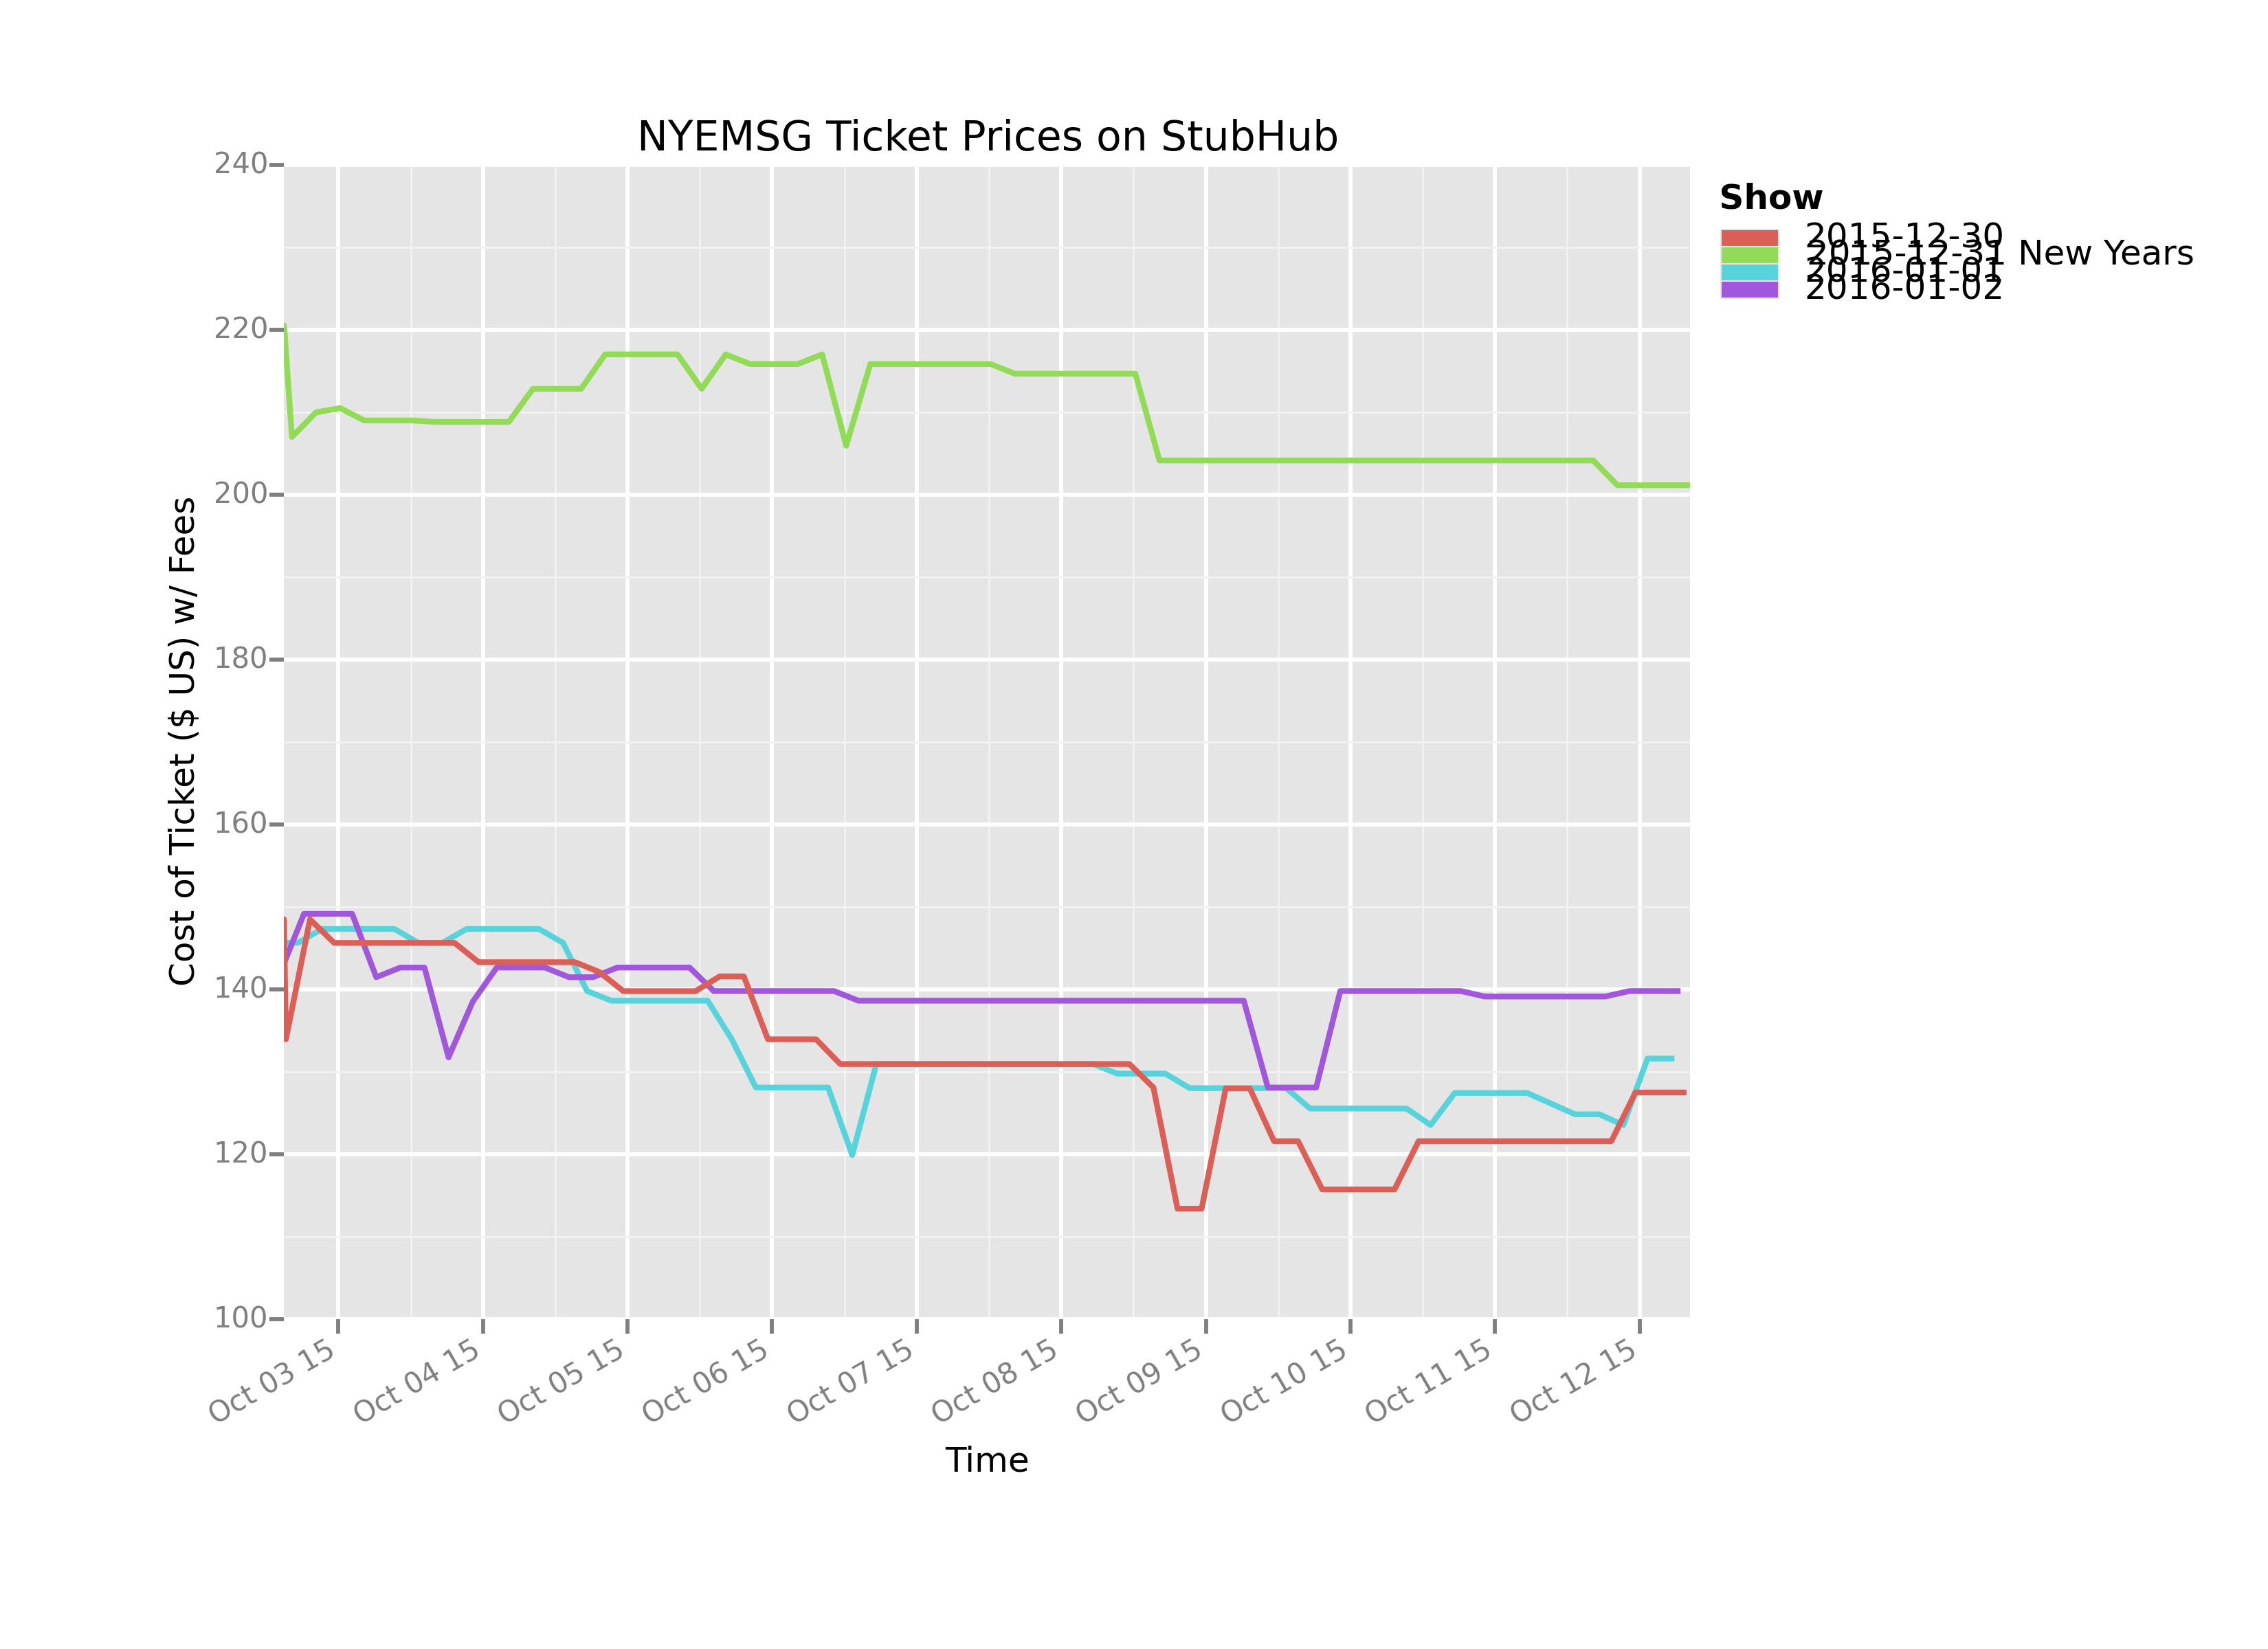 NYEMSG Ticket Prices on StubHub
240
220
200
180
160
140
120
100
Cost of Ticket ($ US) w/ Fees
Oct 03 15
Oct 04 15
Oct 05 15
Oct 06 15
Oct 07 15
Oct 08 15
Oct 09 15
Oct 10 15
Oct 11 15
Oct 12 15
Time
Show
2015-12-30
2015-12-31 New Years
2016-01-01
2016-01-02